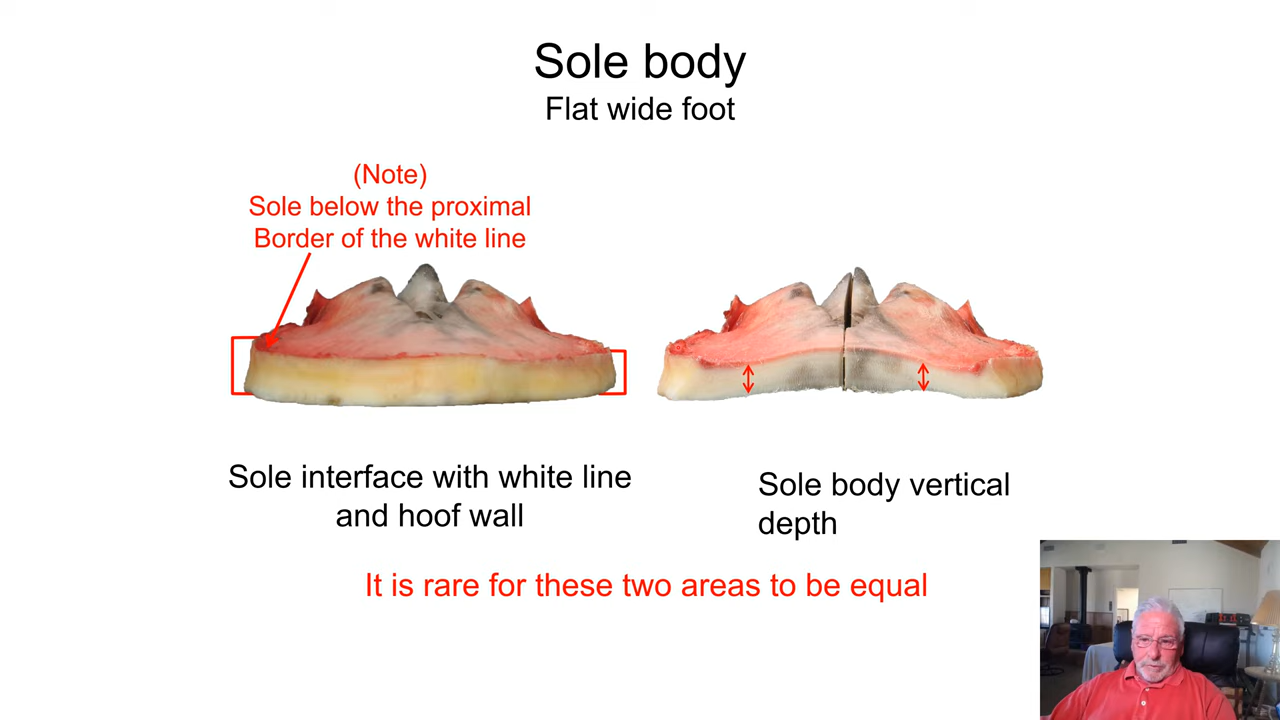 Sole body
Flat wide foot
(Note)
Sole below the proximal
Border of the white line
Sole interface with white line
and hoof wall
Sole body vertical
depth
It is rare for these two areas to be equal